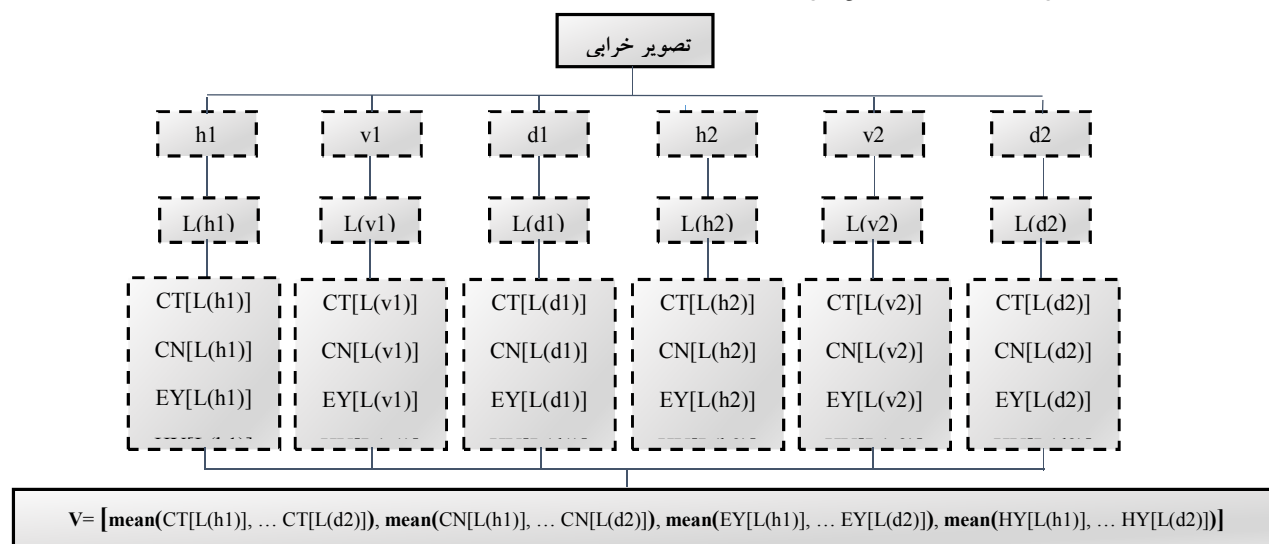 تصویر خرابی
h1 v1 d1 h2 v2 d2
L(h1) L(v1) L(d1) L(h2) L(v2) L(d2)
CT[L(h1)] CT[L(v1)] CT[L(d1)] CT[L(h2)] CT[L(v2)] CT[L(d2)]
CN[L(h1)] CN[L(v1)] CN[L(d1)] CN[L(h2)] CN[L(v2)] CN[L(d2)]
EY[L(h1)] EY[L(v1)] EY[L(d1)] EY[L(h2)] EY[L(v2)] EY[L(d2)]
V= [mean(CT[L(h1)], … CT[L(d2)]), mean(CN[L(h1)], … CN[L(d2)]), mean(EY[L(h1)], … EY[L(d2)]), mean(HY[L(h1)], … HY[L(d2)])]